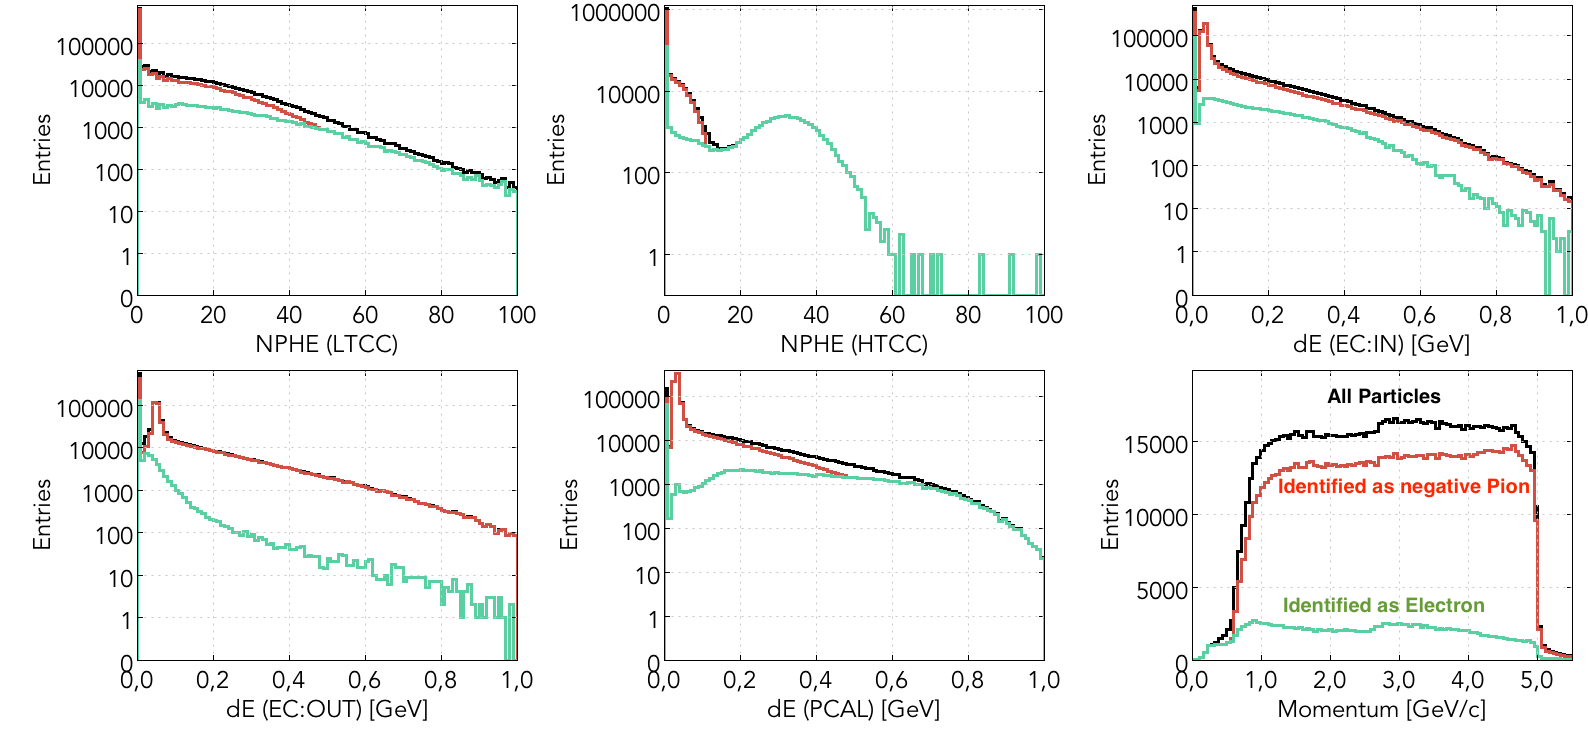 100000
10000
1000
100
10
1
0
Entries
0 20 40 60 80 100
NPHE (LTCC)
1000000
10000
100
1
Entries
0 20 40 60 80 100
NPHE (HTCC)
100000
10000
1000
100
10
1
0
Entries
0,0 0,2 0,4 0,6 0,8 1,0
dE (EC:IN) [GeV]
100000
10000
1000
100
10
1
0
Entries
0,0 0,2 0,4 0,6 0,8 1,0
dE (EC:OUT) [GeV]
100000
10000
1000
100
10
1
0
Entries
0,0 0,2 0,4 0,6 0,8 1,0
dE (PCAL) [GeV]
All Particles
15000
Identified as negative Pion
10000
Entries
Identified as Electron
5000
0
0,0 1,0 2,0 3,0 4,0 5,0
Momentum [GeV/c]